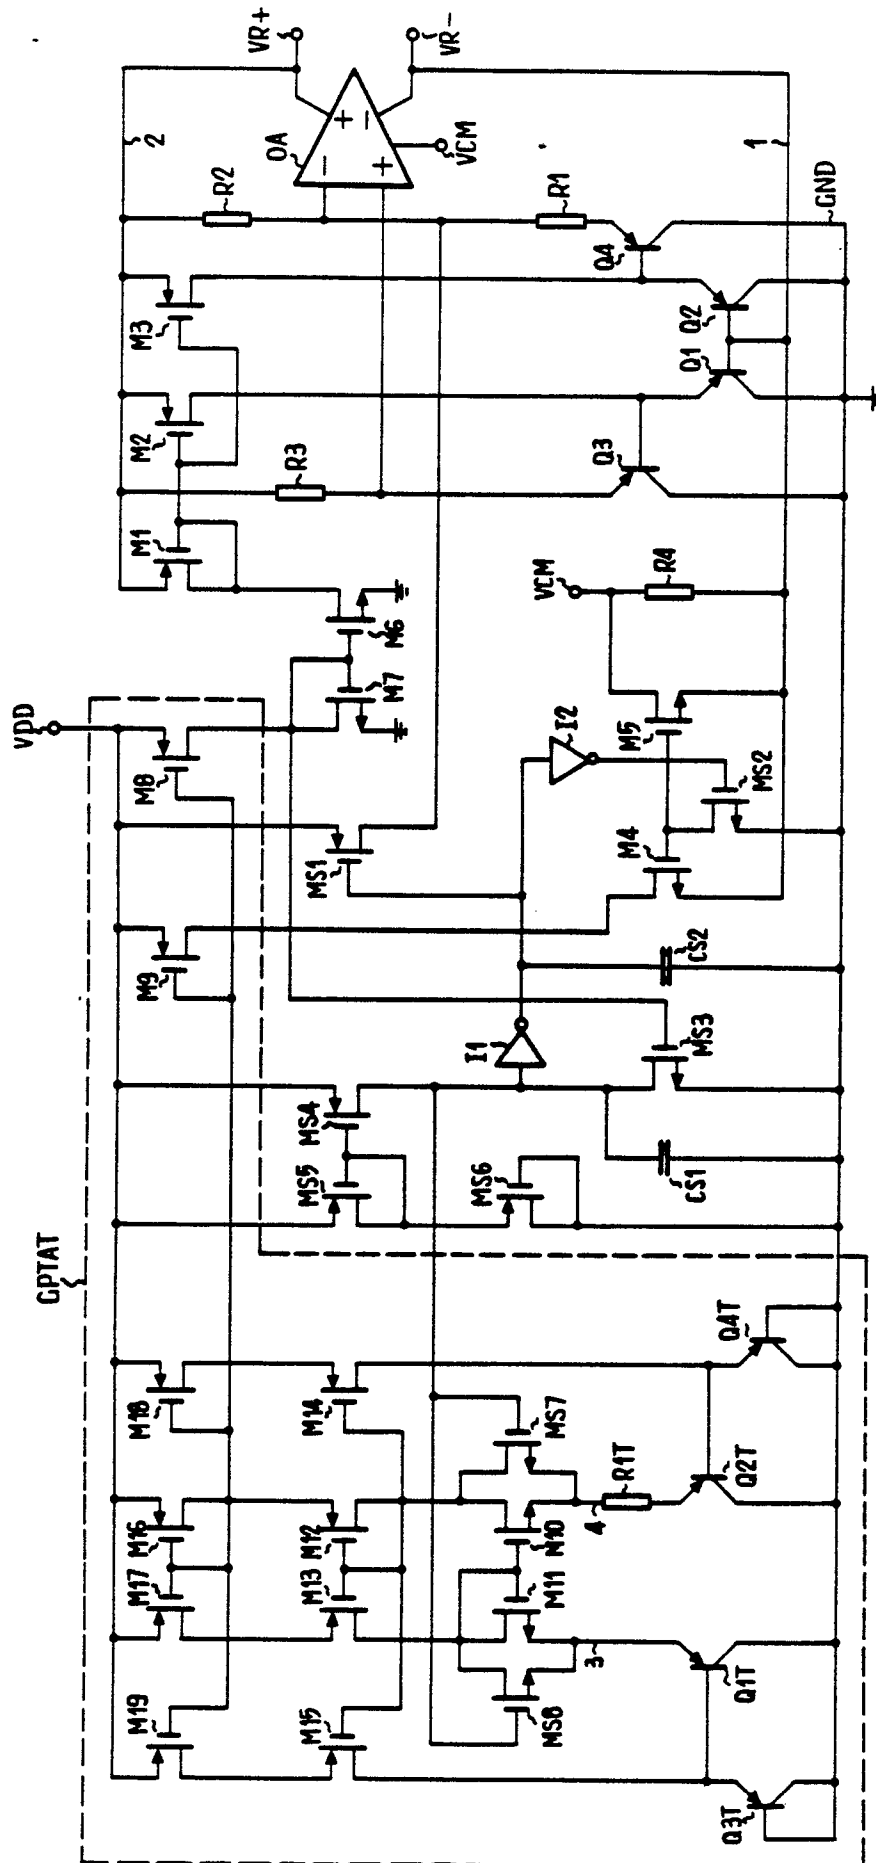 VDD
GPTAT
M19
M17
M16
M18
M9
M8
M1
M2
M3
2
R2
VR+
OA
M15
M13
M12
M14
MS5
MS4
MS1
R3
+
−
−
+
M7
M6
VR-
VCM
MS6
I1
MS8
M11
M10
MS7
VCM
I2
R1
3
4
R1T
M4
M5
R4
Q3
Q4
CS1
MS3
CS2
MS2
Q1
Q2
Q3T
Q1T
Q2T
Q4T
1
GND